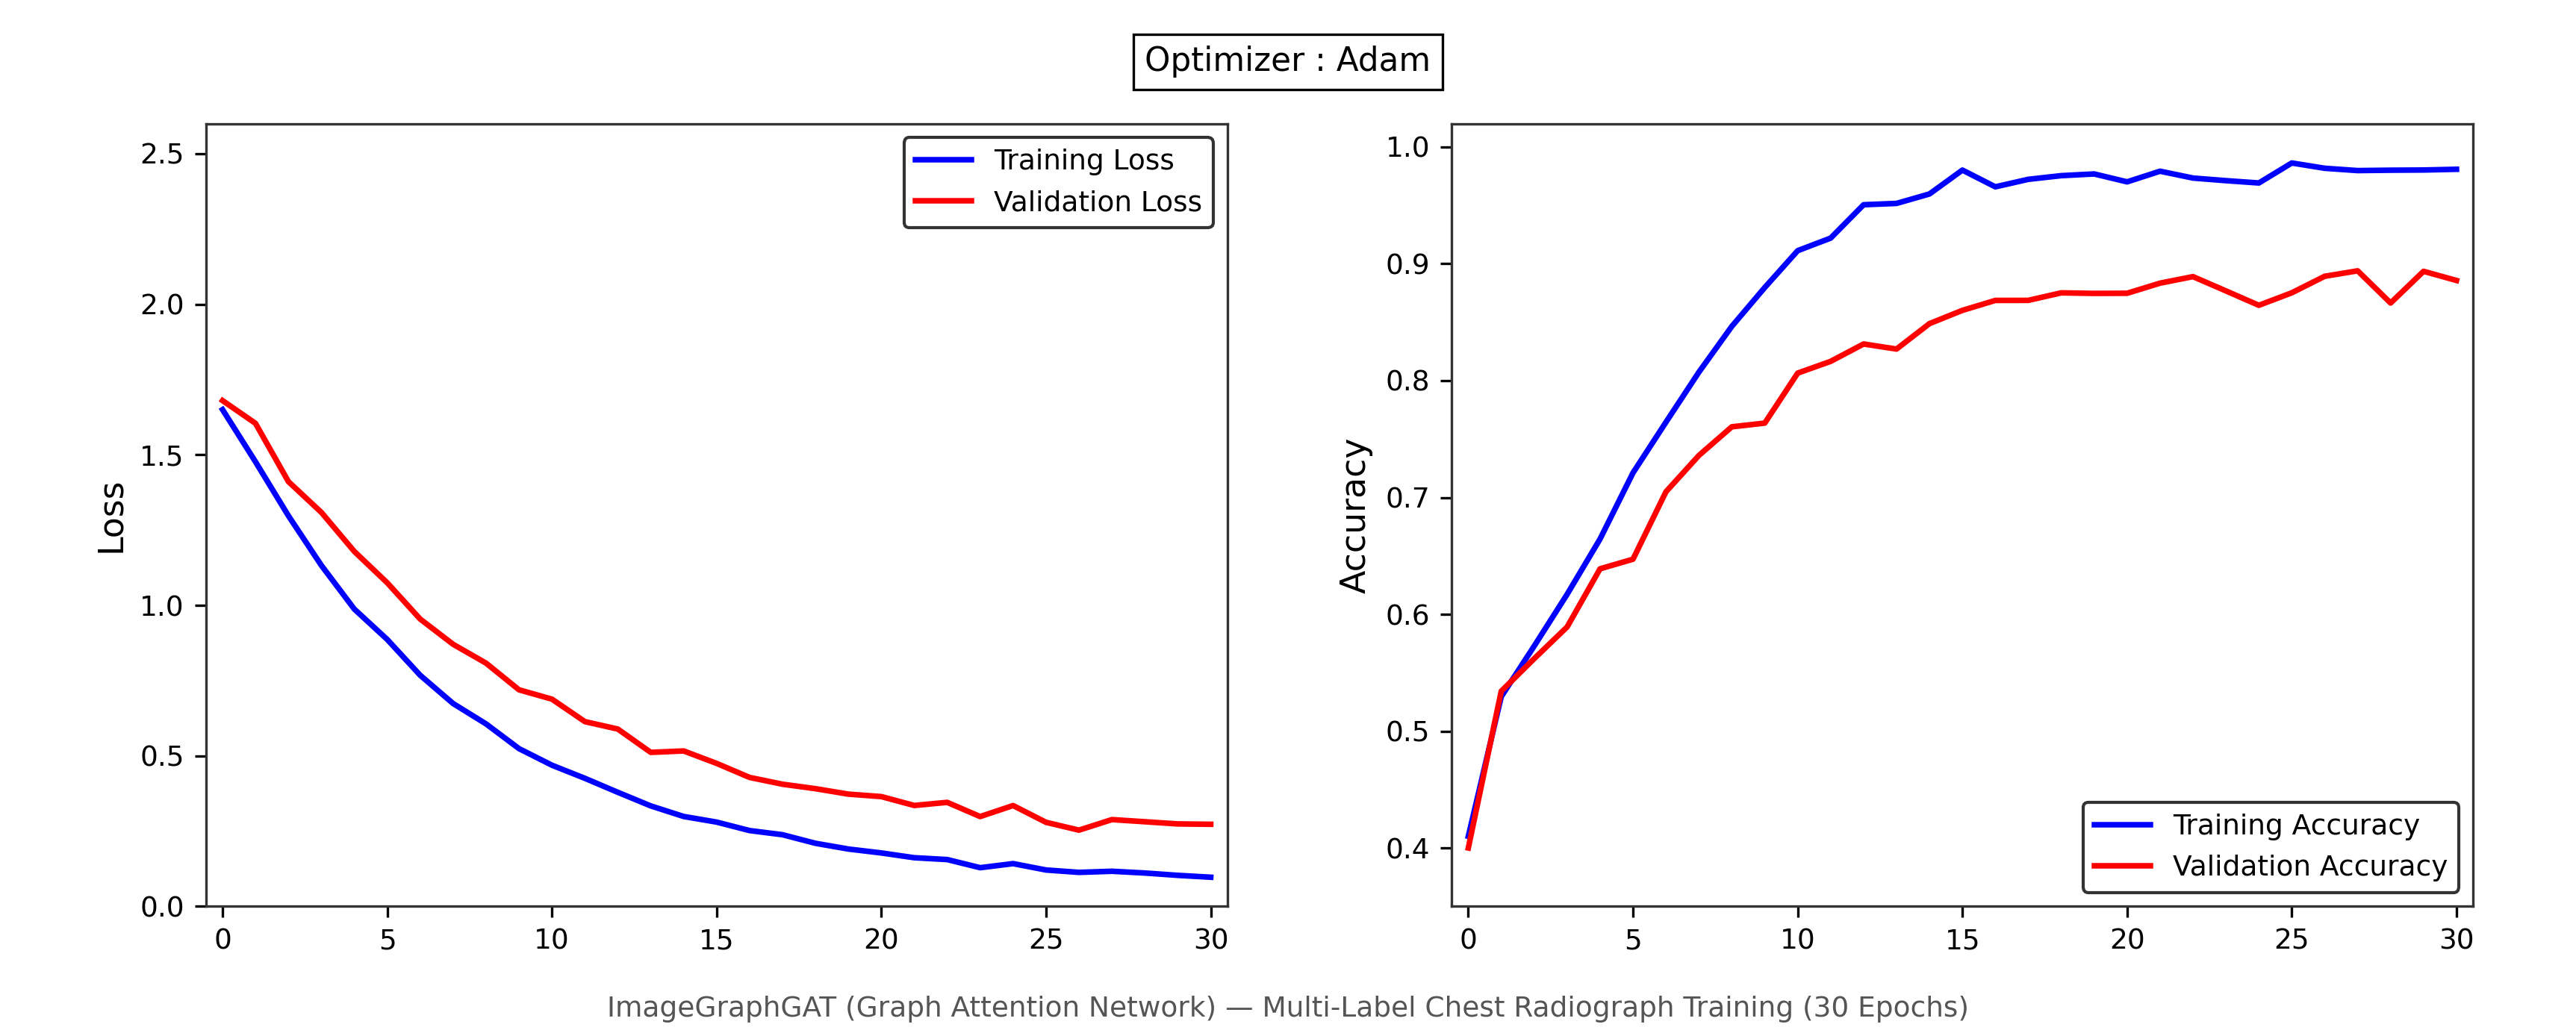 Optimizer : Adam
2.5
2.0
1.5
1.0
0.5
0.0
Loss
Training Loss
Validation Loss
0 5 10 15 20 25 30
1.0
0.9
0.8
0.7
0.6
0.5
0.4
Accuracy
Training Accuracy
Validation Accuracy
0 5 10 15 20 25 30
ImageGraphGAT (Graph Attention Network) — Multi-Label Chest Radiograph Training (30 Epochs)